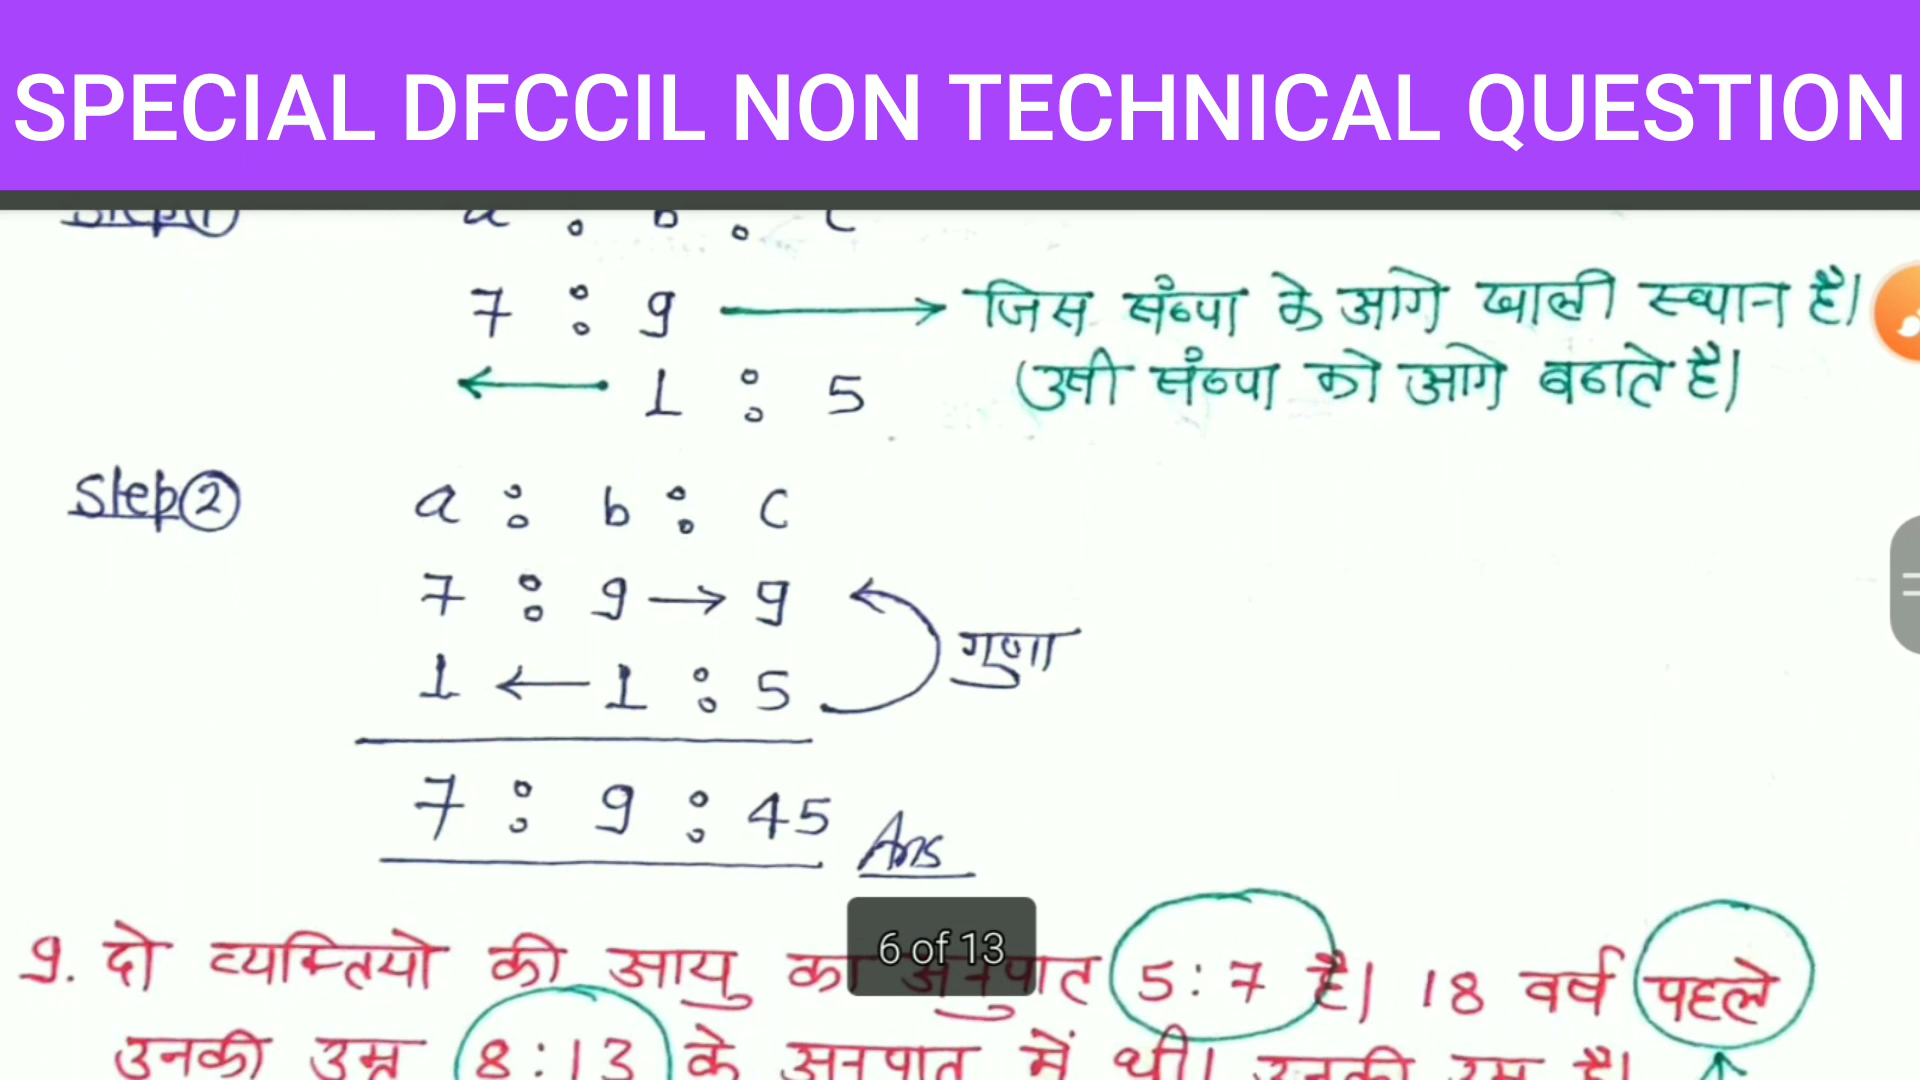 SPECIAL DFCCIL NON TECHNICAL QUESTION
a : b : c
7 : 9 → जिस संख्या के आगे खाली स्थान है।
← 1 : 5 उसी संख्या को आगे बढाते है।
Step 2
a : b : c
7 : 9 → 9
गुणा
1 ← 1 : 5
7 : 9 : 45 Ans
6 of 13
9. दो व्यक्तियो की आयु का अनुपात 5:7 है। 18 वर्ष पहले
उनकी उम्र 8:13 के अनुपात में थी। उनकी उम्र है।